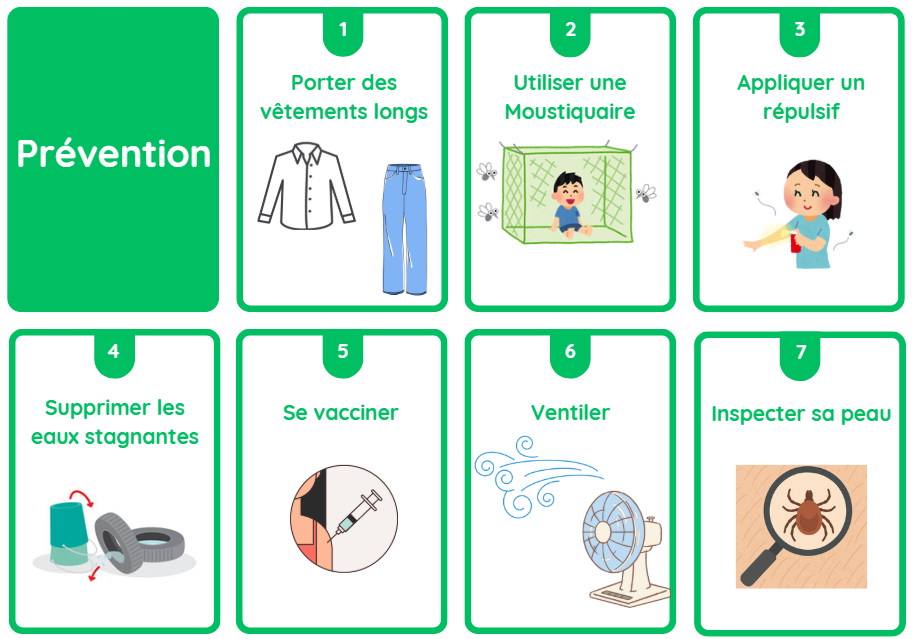 Prévention
1
Porter des
vêtements longs
2
Utiliser une
Moustiquaire
3
Appliquer un
répulsif
4
Supprimer les
eaux stagnantes
5
Se vacciner
6
Ventiler
7
Inspecter sa peau